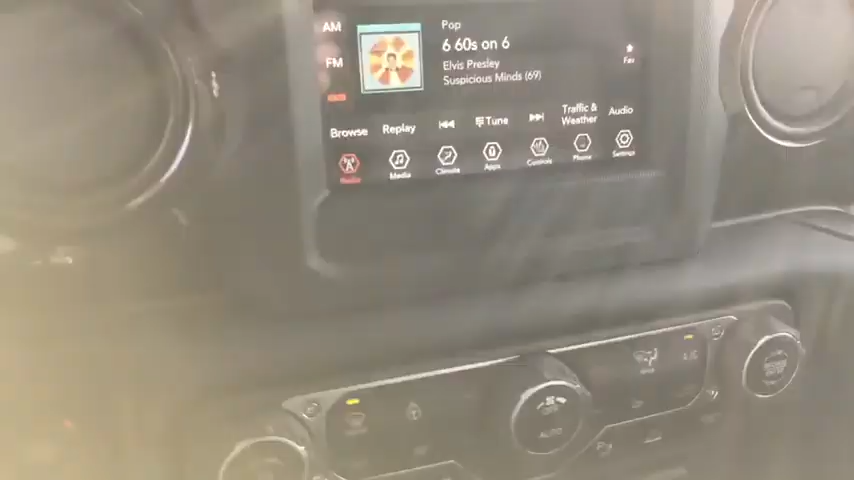 AM
FM
Pop
6 60s on 6
Elvis Presley
Suspicious Minds (69)
Fav
Browse
Replay
Tune
Traffic &
Weather
Audio
Media
Climate
Apps
Controls
Phone
Settings
AUTO